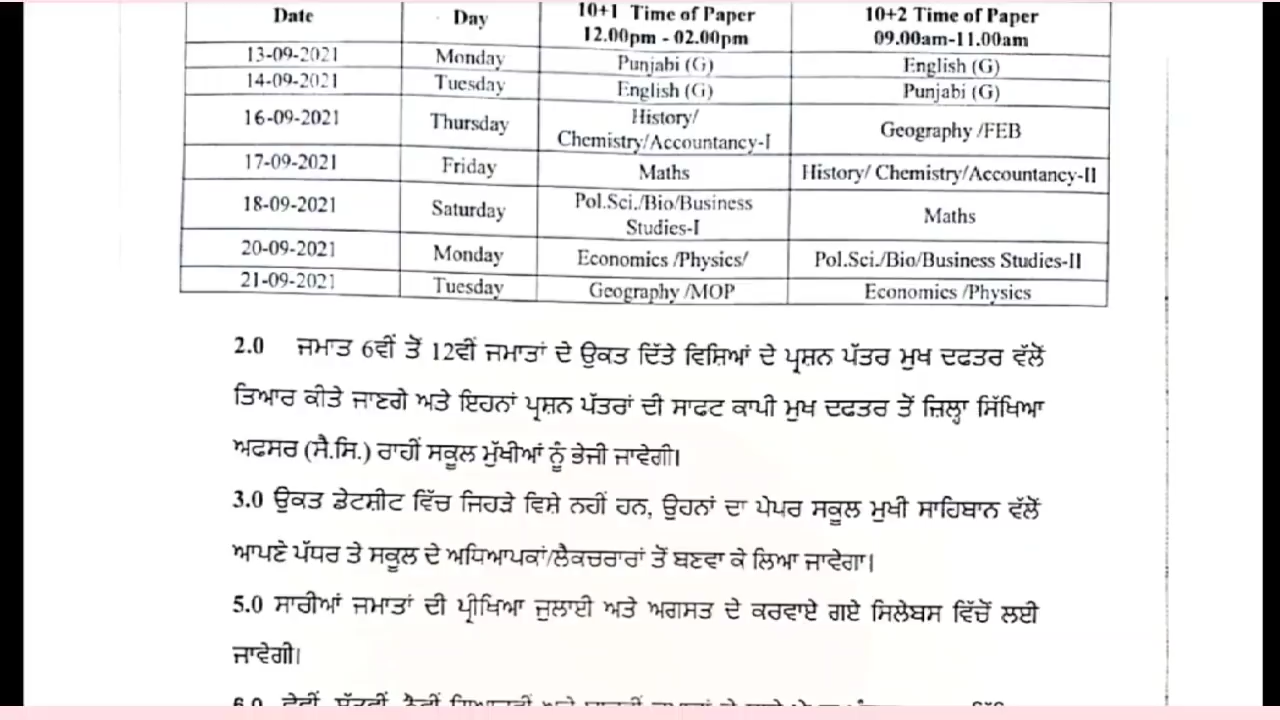 Date Day 10+1 Time of Paper 12.00pm - 02.00pm 10+2 Time of Paper 09.00am-11.00am
13-09-2021 Monday Punjabi (G) English (G)
14-09-2021 Tuesday English (G) Punjabi (G)
16-09-2021 Thursday History/ Chemistry/Accountancy-I Geography /FEB
17-09-2021 Friday Maths History/ Chemistry/Accountancy-II
18-09-2021 Saturday Pol.Sci./Bio/Business Studies-I Maths
20-09-2021 Monday Economics /Physics/ Pol.Sci./Bio/Business Studies-II
21-09-2021 Tuesday Geography /MOP Economics /Physics
2.0 ਜਮਾਤ 6ਵੀਂ ਤੋਂ 12ਵੀਂ ਜਮਾਤਾਂ ਦੇ ਉਕਤ ਦਿੱਤੇ ਵਿਸ਼ਿਆਂ ਦੇ ਪ੍ਰਸ਼ਨ ਪੱਤਰ ਮੁਖ ਦਫਤਰ ਵੱਲੋਂ
ਤਿਆਰ ਕੀਤੇ ਜਾਣਗੇ ਅਤੇ ਇਹਨਾਂ ਪ੍ਰਸ਼ਨ ਪੱਤਰਾਂ ਦੀ ਸਾਫਟ ਕਾਪੀ ਮੁਖ ਦਫਤਰ ਤੋਂ ਜ਼ਿਲ੍ਹਾ ਸਿੱਖਿਆ
ਅਫਸਰ (ਸੈ.ਸਿ.) ਰਾਹੀਂ ਸਕੂਲ ਮੁੱਖੀਆਂ ਨੂੰ ਭੇਜੀ ਜਾਵੇਗੀ।
3.0 ਉਕਤ ਡੇਟਸ਼ੀਟ ਵਿੱਚ ਜਿਹੜੇ ਵਿਸ਼ੇ ਨਹੀਂ ਹਨ, ਉਹਨਾਂ ਦਾ ਪੇਪਰ ਸਕੂਲ ਮੁਖੀ ਸਾਹਿਬਾਨ ਵੱਲੋਂ
ਆਪਣੇ ਪੱਧਰ ਤੇ ਸਕੂਲ ਦੇ ਅਧਿਆਪਕਾਂ/ਲੈਕਚਰਾਰਾਂ ਤੋਂ ਬਣਵਾ ਕੇ ਲਿਆ ਜਾਵੇਗਾ।
5.0 ਸਾਰੀਆਂ ਜਮਾਤਾਂ ਦੀ ਪ੍ਰੀਖਿਆ ਜੁਲਾਈ ਅਤੇ ਅਗਸਤ ਦੇ ਕਰਵਾਏ ਗਏ ਸਿਲੇਬਸ ਵਿੱਚੋਂ ਲਈ
ਜਾਵੇਗੀ।